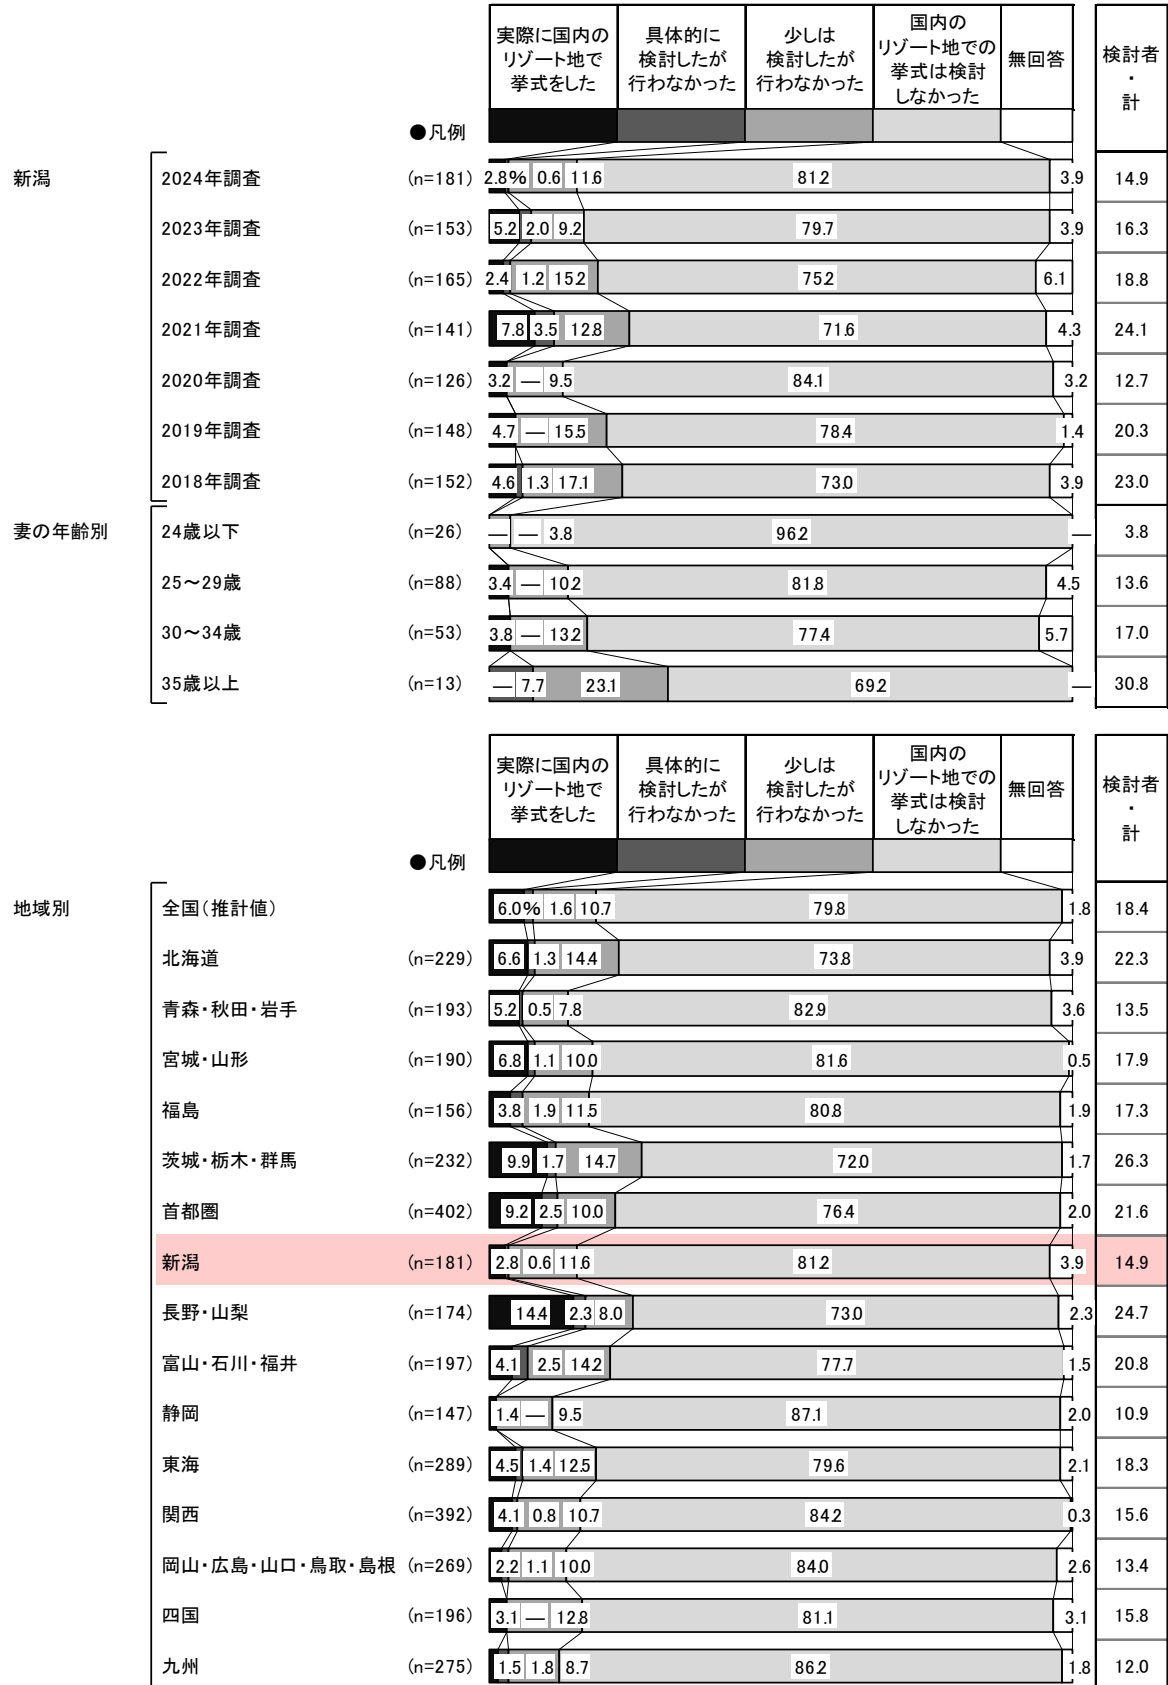 実際に国内の
リゾート地で
挙式をした
具体的に
検討したが
行わなかった
少しは
検討したが
行わなかった
国内の
リゾート地での
挙式は検討
しなかった
無回答
検討者
・
計
●凡例
新潟 2024年調査 (n=181) 2.8% 0.6 11.6 81.2 3.9 14.9
2023年調査 (n=153) 5.2 2.0 9.2 79.7 3.9 16.3
2022年調査 (n=165) 2.4 1.2 15.2 75.2 6.1 18.8
2021年調査 (n=141) 7.8 3.5 12.8 71.6 4.3 24.1
2020年調査 (n=126) 3.2 — 9.5 84.1 3.2 12.7
2019年調査 (n=148) 4.7 — 15.5 78.4 1.4 20.3
2018年調査 (n=152) 4.6 1.3 17.1 73.0 3.9 23.0
妻の年齢別 24歳以下 (n=26) — — 3.8 96.2 — 3.8
25～29歳 (n=88) 3.4 — 10.2 81.8 4.5 13.6
30～34歳 (n=53) 3.8 — 13.2 77.4 5.7 17.0
35歳以上 (n=13) — 7.7 23.1 69.2 — 30.8
実際に国内の
リゾート地で
挙式をした
具体的に
検討したが
行わなかった
少しは
検討したが
行わなかった
国内の
リゾート地での
挙式は検討
しなかった
無回答
検討者
・
計
●凡例
地域別 全国(推計値) 6.0% 1.6 10.7 79.8 1.8 18.4
北海道 (n=229) 6.6 1.3 14.4 73.8 3.9 22.3
青森・秋田・岩手 (n=193) 5.2 0.5 7.8 82.9 3.6 13.5
宮城・山形 (n=190) 6.8 1.1 10.0 81.6 0.5 17.9
福島 (n=156) 3.8 1.9 11.5 80.8 1.9 17.3
茨城・栃木・群馬 (n=232) 9.9 1.7 14.7 72.0 1.7 26.3
首都圏 (n=402) 9.2 2.5 10.0 76.4 2.0 21.6
新潟 (n=181) 2.8 0.6 11.6 81.2 3.9 14.9
長野・山梨 (n=174) 14.4 2.3 8.0 73.0 2.3 24.7
富山・石川・福井 (n=197) 4.1 2.5 14.2 77.7 1.5 20.8
静岡 (n=147) 1.4 — 9.5 87.1 2.0 10.9
東海 (n=289) 4.5 1.4 12.5 79.6 2.1 18.3
関西 (n=392) 4.1 0.8 10.7 84.2 0.3 15.6
岡山・広島・山口・鳥取・島根 (n=269) 2.2 1.1 10.0 84.0 2.6 13.4
四国 (n=196) 3.1 — 12.8 81.1 3.1 15.8
九州 (n=275) 1.5 1.8 8.7 86.2 1.8 12.0